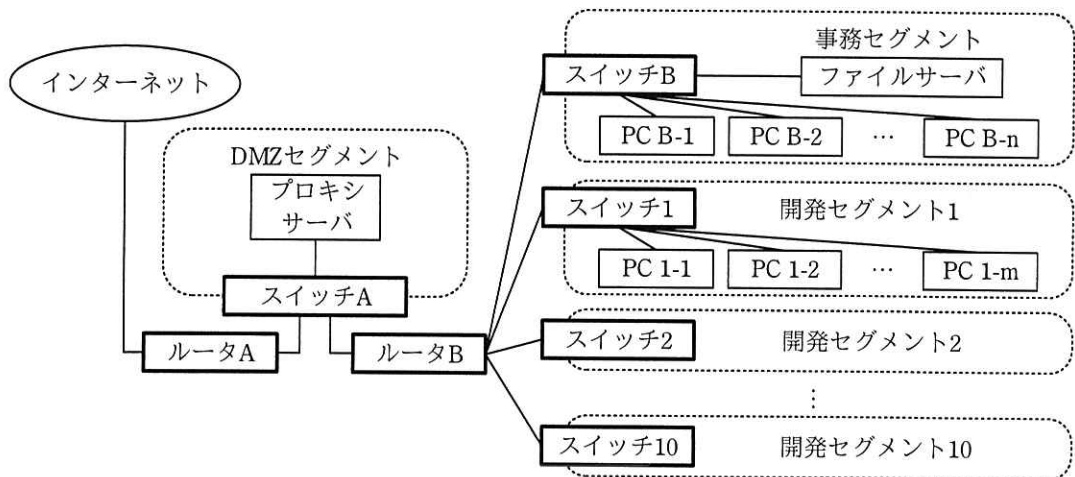 インターネット
DMZセグメント
プロキシ
サーバ
スイッチA
ルータA
ルータB
事務セグメント
スイッチB
ファイルサーバ
PC B-1
PC B-2
…
PC B-n
スイッチ1
開発セグメント1
PC 1-1
PC 1-2
…
PC 1-m
スイッチ2
開発セグメント2
⋮
スイッチ10
開発セグメント10